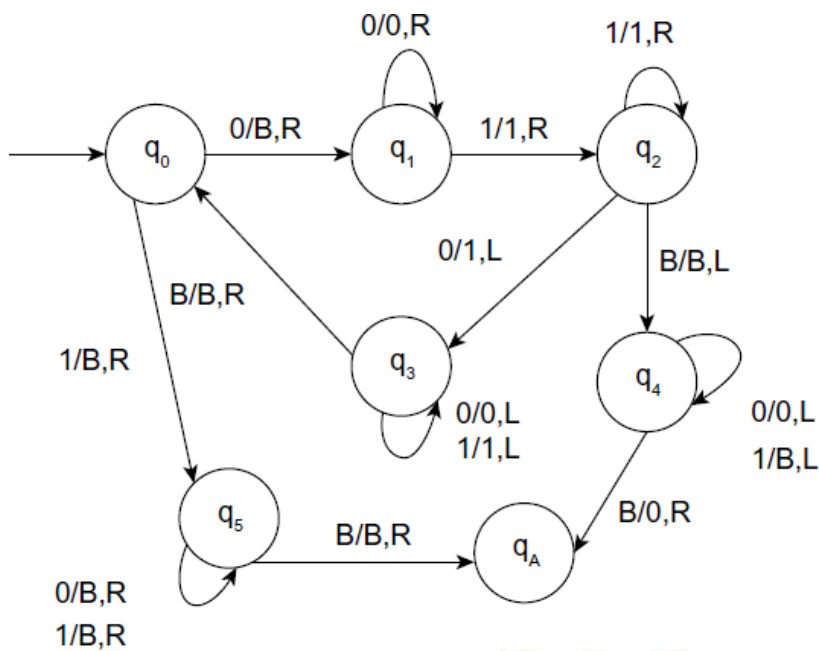 0/0,R
1/1,R
q0
0/B,R
q1
1/1,R
q2
0/1,L
B/B,L
B/B,R
1/B,R
q3
q4
0/0,L
1/1,L
0/0,L
1/B,L
q5
B/B,R
qA
B/0,R
0/B,R
1/B,R